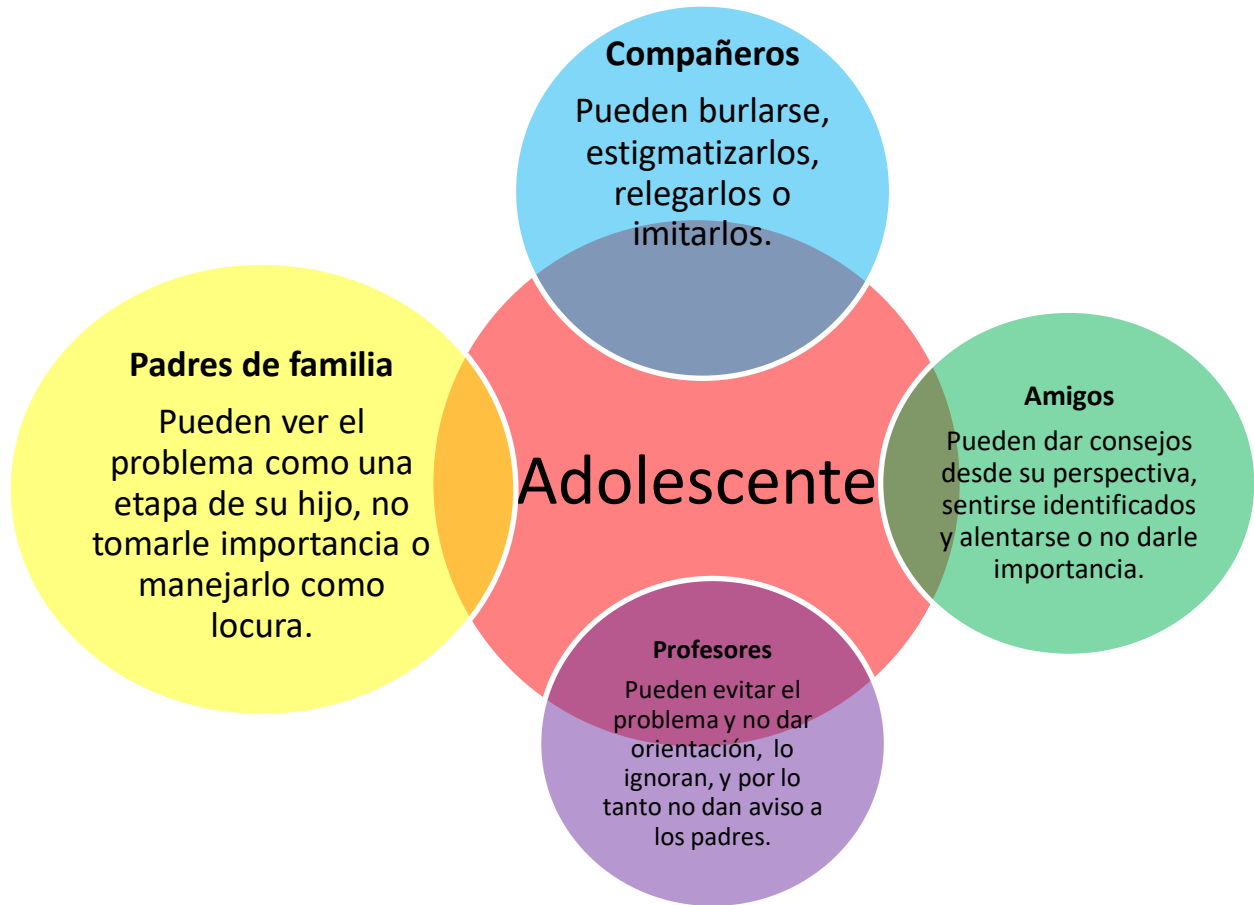 Compañeros
Pueden burlarse,
estigmatizarlos,
relegarlos o
imitarlos.
Padres de familia
Pueden ver el
problema como una
etapa de su hijo, no
tomarle importancia o
manejarlo como
locura.
Adolescente
Amigos
Pueden dar consejos
desde su perspectiva,
sentirse identificados
y alentarse o no darle
importancia.
Profesores
Pueden evitar el
problema y no dar
orientación, lo
ignoran, y por lo
tanto no dan aviso a
los padres.